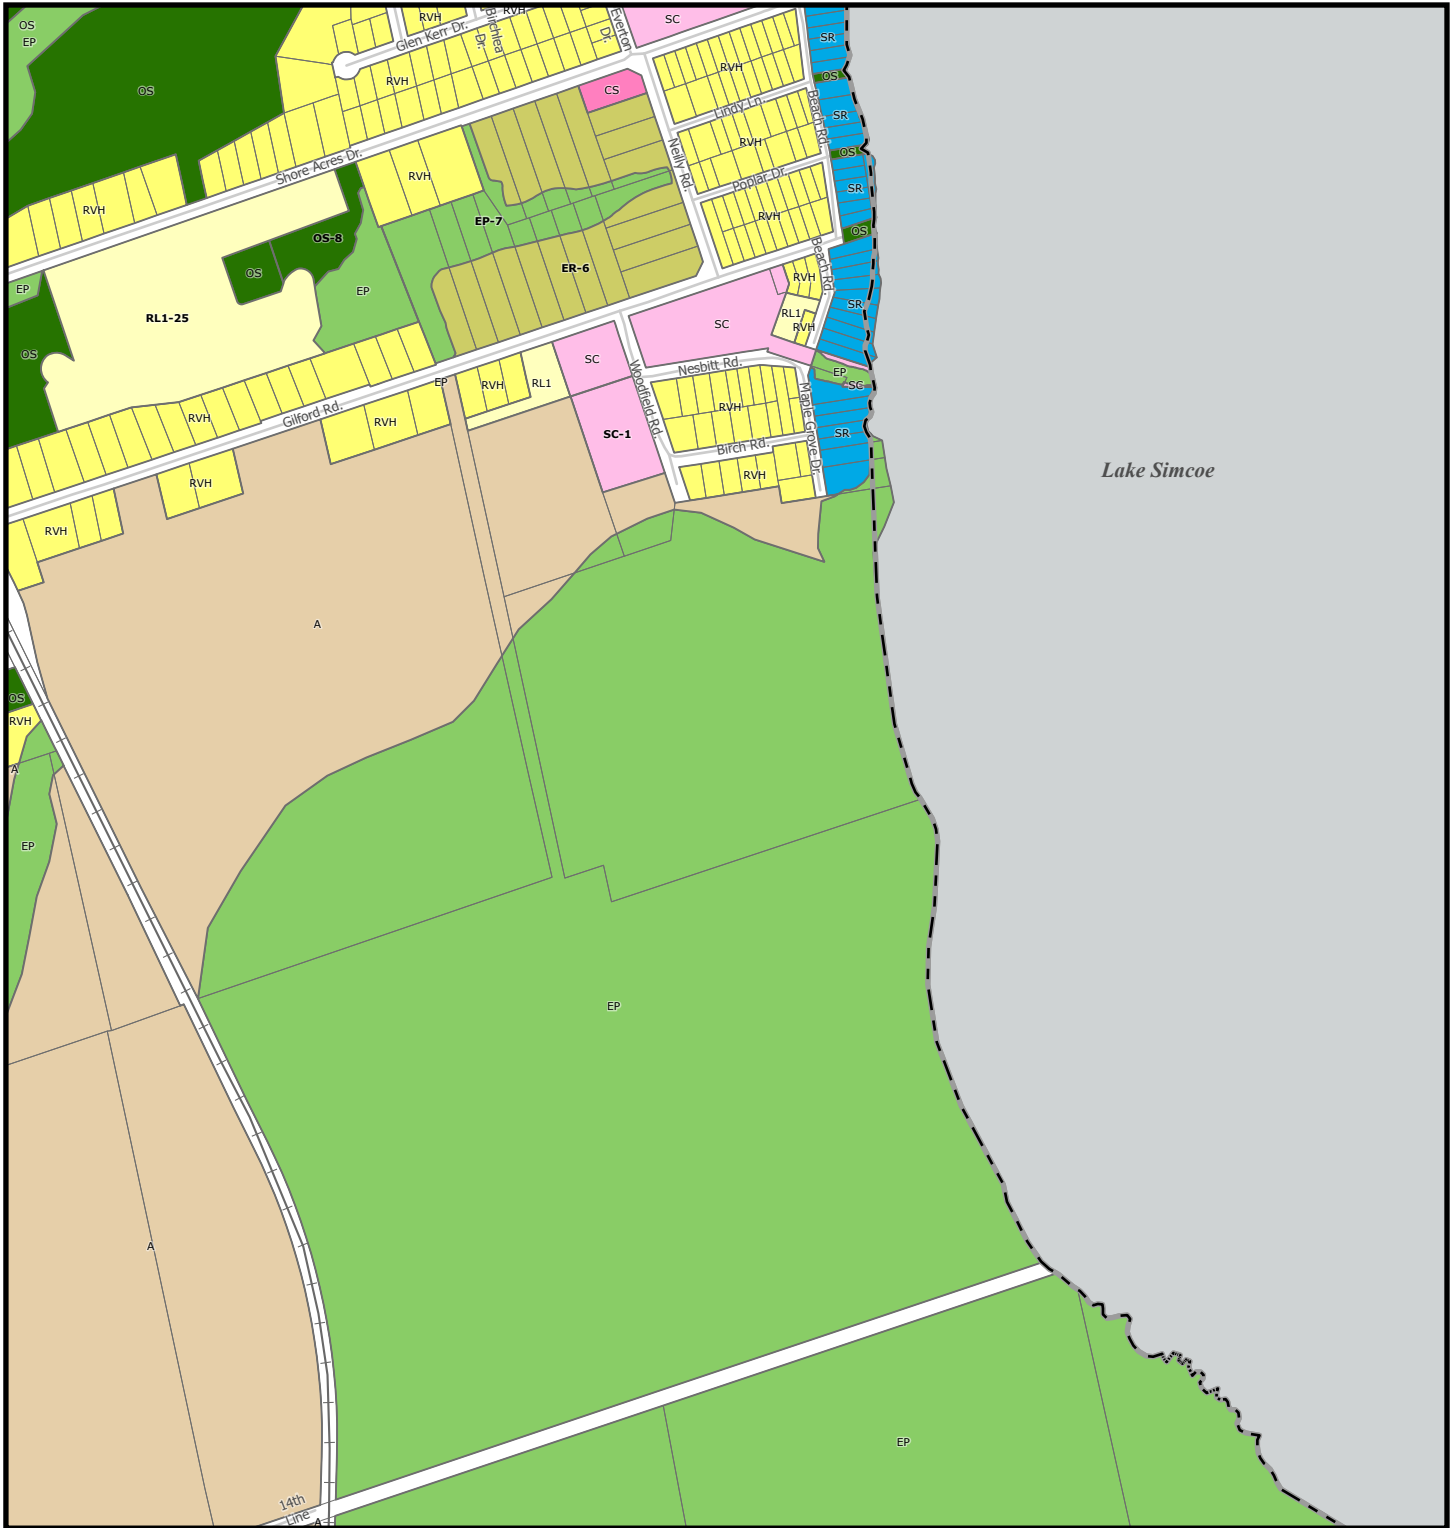 OS
EP
OS
RVH
RVH
Glen Kerr Dr.
Birchlea
Dr.
Everton
Dr.
SC
SR
RVH
CS
RVH
OS
Lindy Ln.
Beach Rd.
SR
RVH
OS
Shore Acres Dr.
RVH
Neilly Rd.
Poplar Dr.
SR
RVH
RVH
EP-7
OS
OS-8
OS
ER-6
Beach Rd.
RVH
EP
EP
SR
RL1-25
RL1
RVH
SC
OS
SC
Nesbitt Rd.
EP
SC
EP
RVH
RL1
Woodfield Rd.
Maple Grove Dr.
RVH
RVH
Gilford Rd.
RVH
SC-1
SR
Birch Rd.
RVH
RVH
Lake Simcoe
RVH
A
OS
RVH
A
EP
EP
A
EP
14th
Line
A